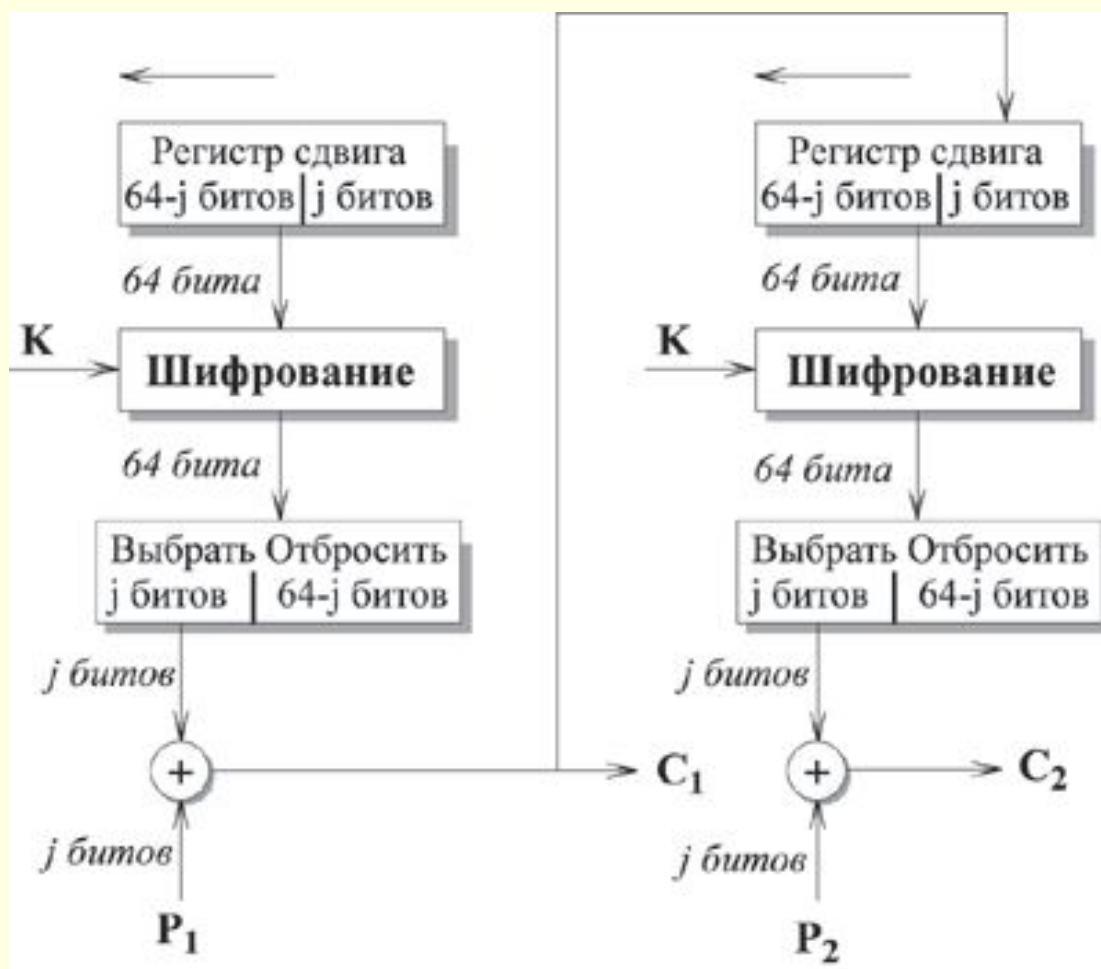 Регистр сдвига
64-j битов | j битов
64 бита
K
Шифрование
64 бита
Выбрать Отбросить
j битов | 64-j битов
j битов
+
C₁
j битов
P₁
Регистр сдвига
64-j битов | j битов
64 бита
K
Шифрование
64 бита
Выбрать Отбросить
j битов | 64-j битов
j битов
+
C₂
j битов
P₂